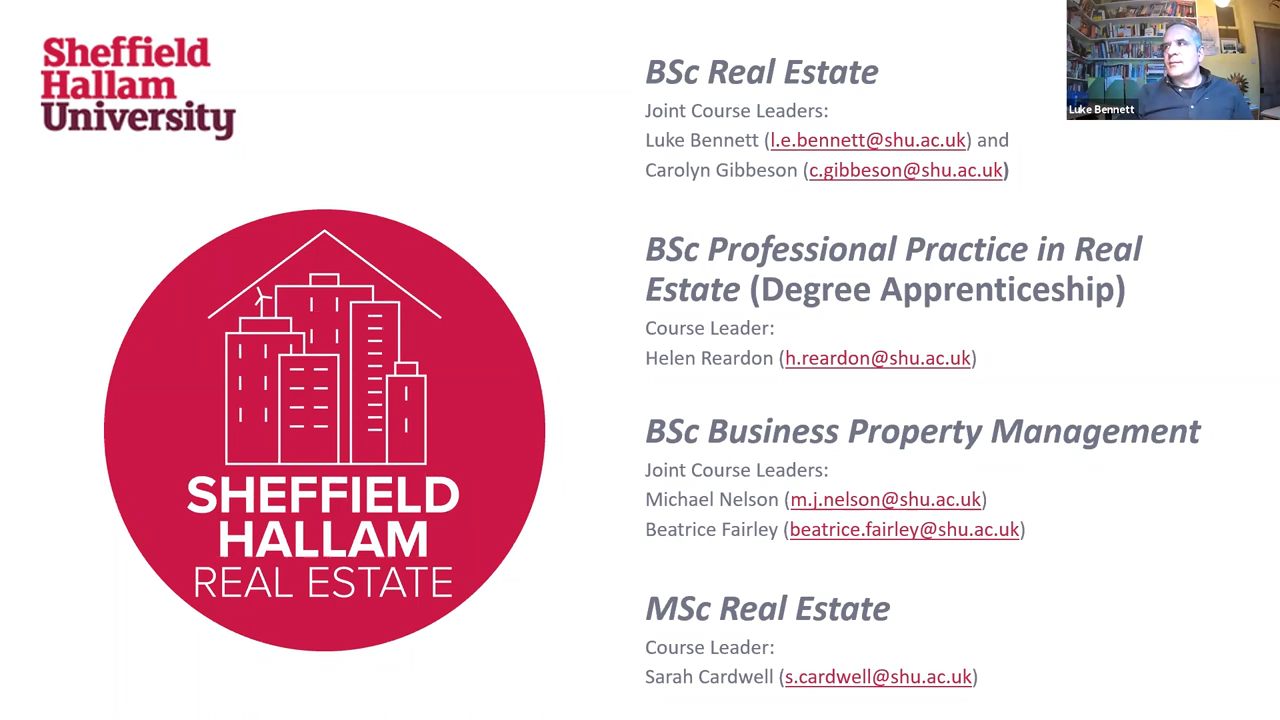 Sheffield
Hallam
University
SHEFFIELD
HALLAM
REAL ESTATE
BSc Real Estate
Joint Course Leaders:
Luke Bennett (l.e.bennett@shu.ac.uk) and
Carolyn Gibbeson (c.gibbeson@shu.ac.uk)
BSc Professional Practice in Real
Estate (Degree Apprenticeship)
Course Leader:
Helen Reardon (h.reardon@shu.ac.uk)
BSc Business Property Management
Joint Course Leaders:
Michael Nelson (m.j.nelson@shu.ac.uk)
Beatrice Fairley (beatrice.fairley@shu.ac.uk)
MSc Real Estate
Course Leader:
Sarah Cardwell (s.cardwell@shu.ac.uk)
Luke Bennett